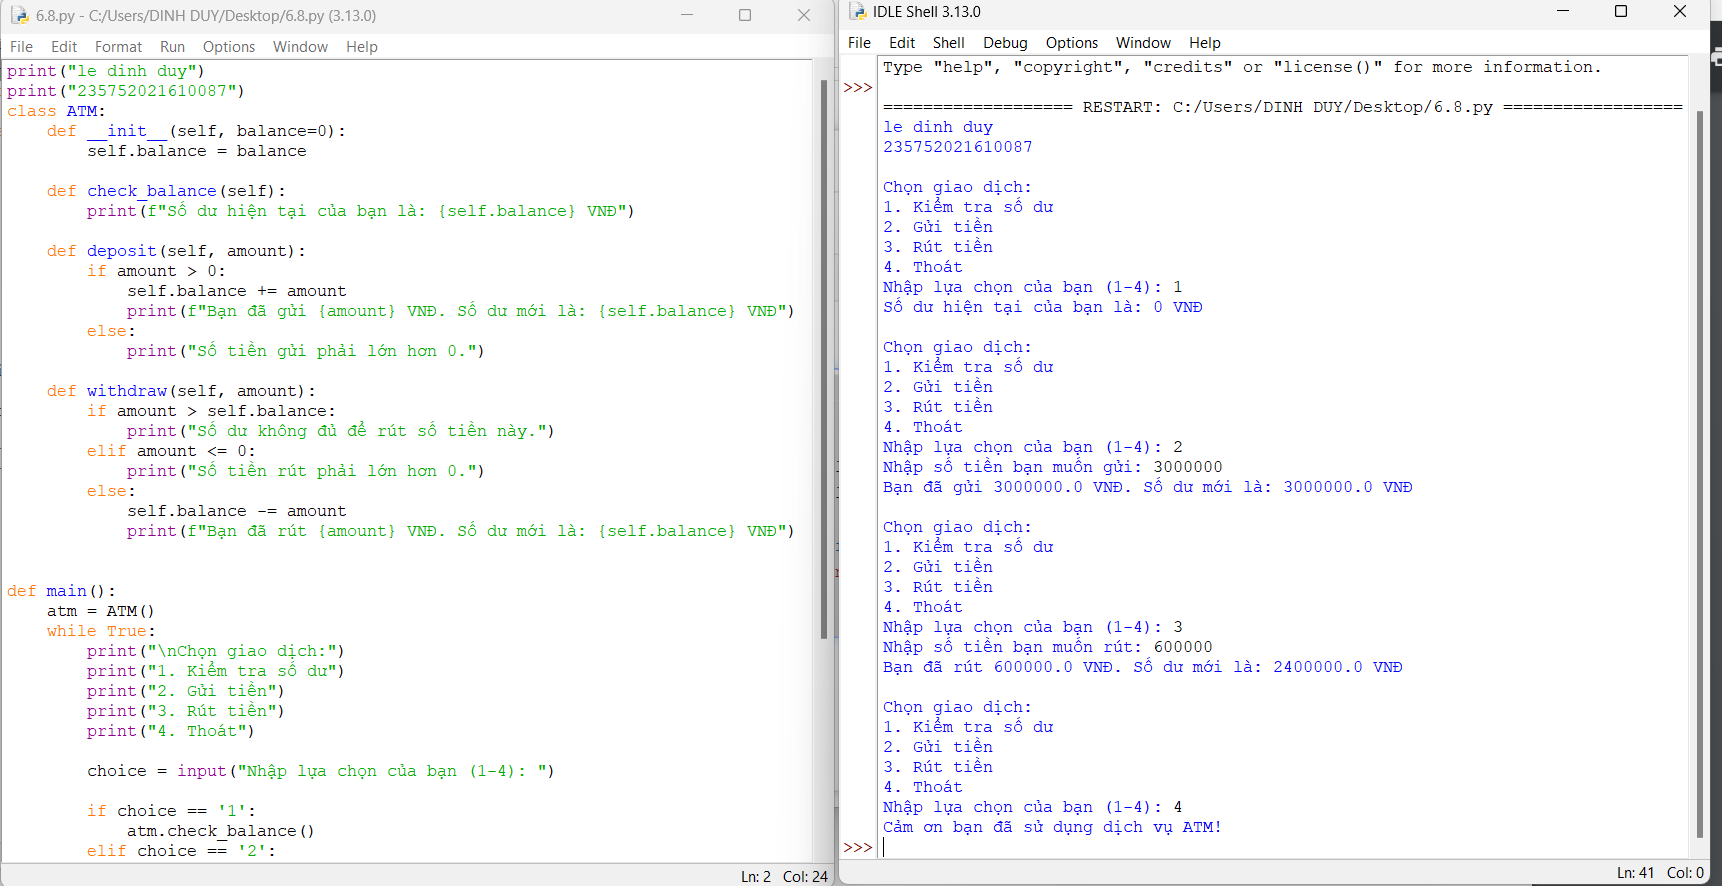 6.8.py - C:/Users/DINH DUY/Desktop/6.8.py (3.13.0)
File Edit Format Run Options Window Help
print("le dinh duy")
print("235752021610087")
class ATM:
    def __init__(self, balance=0):
        self.balance = balance

    def check_balance(self):
        print(f"Số dư hiện tại của bạn là: {self.balance} VNĐ")

    def deposit(self, amount):
        if amount > 0:
            self.balance += amount
            print(f"Bạn đã gửi {amount} VNĐ. Số dư mới là: {self.balance} VNĐ")
        else:
            print("Số tiền gửi phải lớn hơn 0.")

    def withdraw(self, amount):
        if amount > self.balance:
            print("Số dư không đủ để rút số tiền này.")
        elif amount <= 0:
            print("Số tiền rút phải lớn hơn 0.")
        else:
            self.balance -= amount
            print(f"Bạn đã rút {amount} VNĐ. Số dư mới là: {self.balance} VNĐ")


def main():
    atm = ATM()
    while True:
        print("\nChọn giao dịch:")
        print("1. Kiểm tra số dư")
        print("2. Gửi tiền")
        print("3. Rút tiền")
        print("4. Thoát")

        choice = input("Nhập lựa chọn của bạn (1-4): ")

        if choice == '1':
            atm.check_balance()
        elif choice == '2':
Ln: 2 Col: 24
IDLE Shell 3.13.0
File Edit Shell Debug Options Window Help
Type "help", "copyright", "credits" or "license()" for more information.
>>>
=================== RESTART: C:/Users/DINH DUY/Desktop/6.8.py ==================
le dinh duy
235752021610087

Chọn giao dịch:
1. Kiểm tra số dư
2. Gửi tiền
3. Rút tiền
4. Thoát
Nhập lựa chọn của bạn (1-4): 1
Số dư hiện tại của bạn là: 0 VNĐ

Chọn giao dịch:
1. Kiểm tra số dư
2. Gửi tiền
3. Rút tiền
4. Thoát
Nhập lựa chọn của bạn (1-4): 2
Nhập số tiền bạn muốn gửi: 3000000
Bạn đã gửi 3000000.0 VNĐ. Số dư mới là: 3000000.0 VNĐ

Chọn giao dịch:
1. Kiểm tra số dư
2. Gửi tiền
3. Rút tiền
4. Thoát
Nhập lựa chọn của bạn (1-4): 3
Nhập số tiền bạn muốn rút: 600000
Bạn đã rút 600000.0 VNĐ. Số dư mới là: 2400000.0 VNĐ

Chọn giao dịch:
1. Kiểm tra số dư
2. Gửi tiền
3. Rút tiền
4. Thoát
Nhập lựa chọn của bạn (1-4): 4
Cảm ơn bạn đã sử dụng dịch vụ ATM!
>>>
Ln: 41 Col: 0